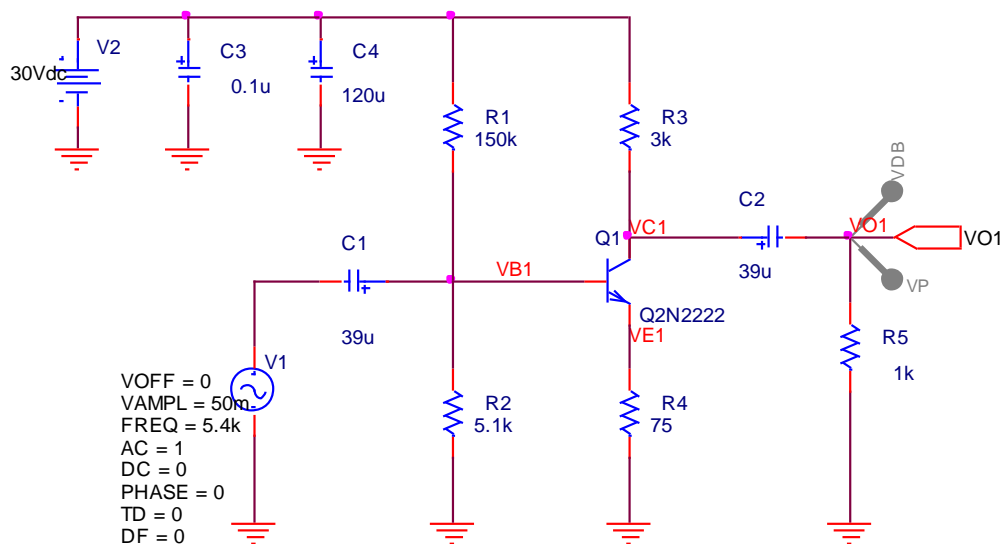 V2
30Vdc
C3
0.1u
C4
120u
R1
150k
R3
3k
VDB
C1
39u
VB1
Q1
VC1
Q2N2222
VE1
C2
39u
VO1
VO1
VP
R5
1k
V1
VOFF = 0
VAMPL = 50m
FREQ = 5.4k
AC = 1
DC = 0
PHASE = 0
TD = 0
DF = 0
R2
5.1k
R4
75